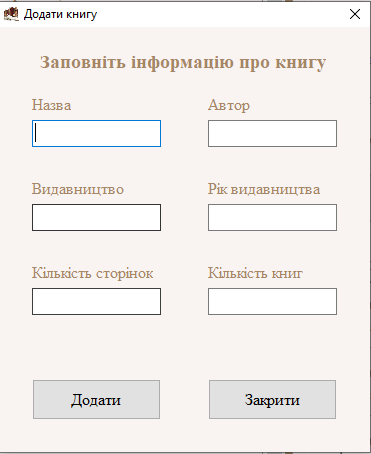 Додати книгу
Заповніть інформацію про книгу
Назва
Автор
Видавництво
Рік видавництва
Кількість сторінок
Кількість книг
Додати
Закрити